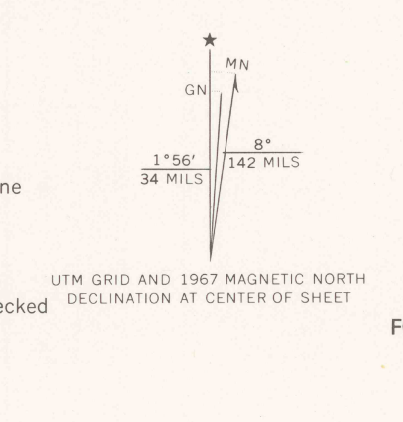 MN
GN
8°
1°56′
142 MILS
34 MILS
ne
UTM GRID AND 1967 MAGNETIC NORTH
DECLINATION AT CENTER OF SHEET
ecked
F